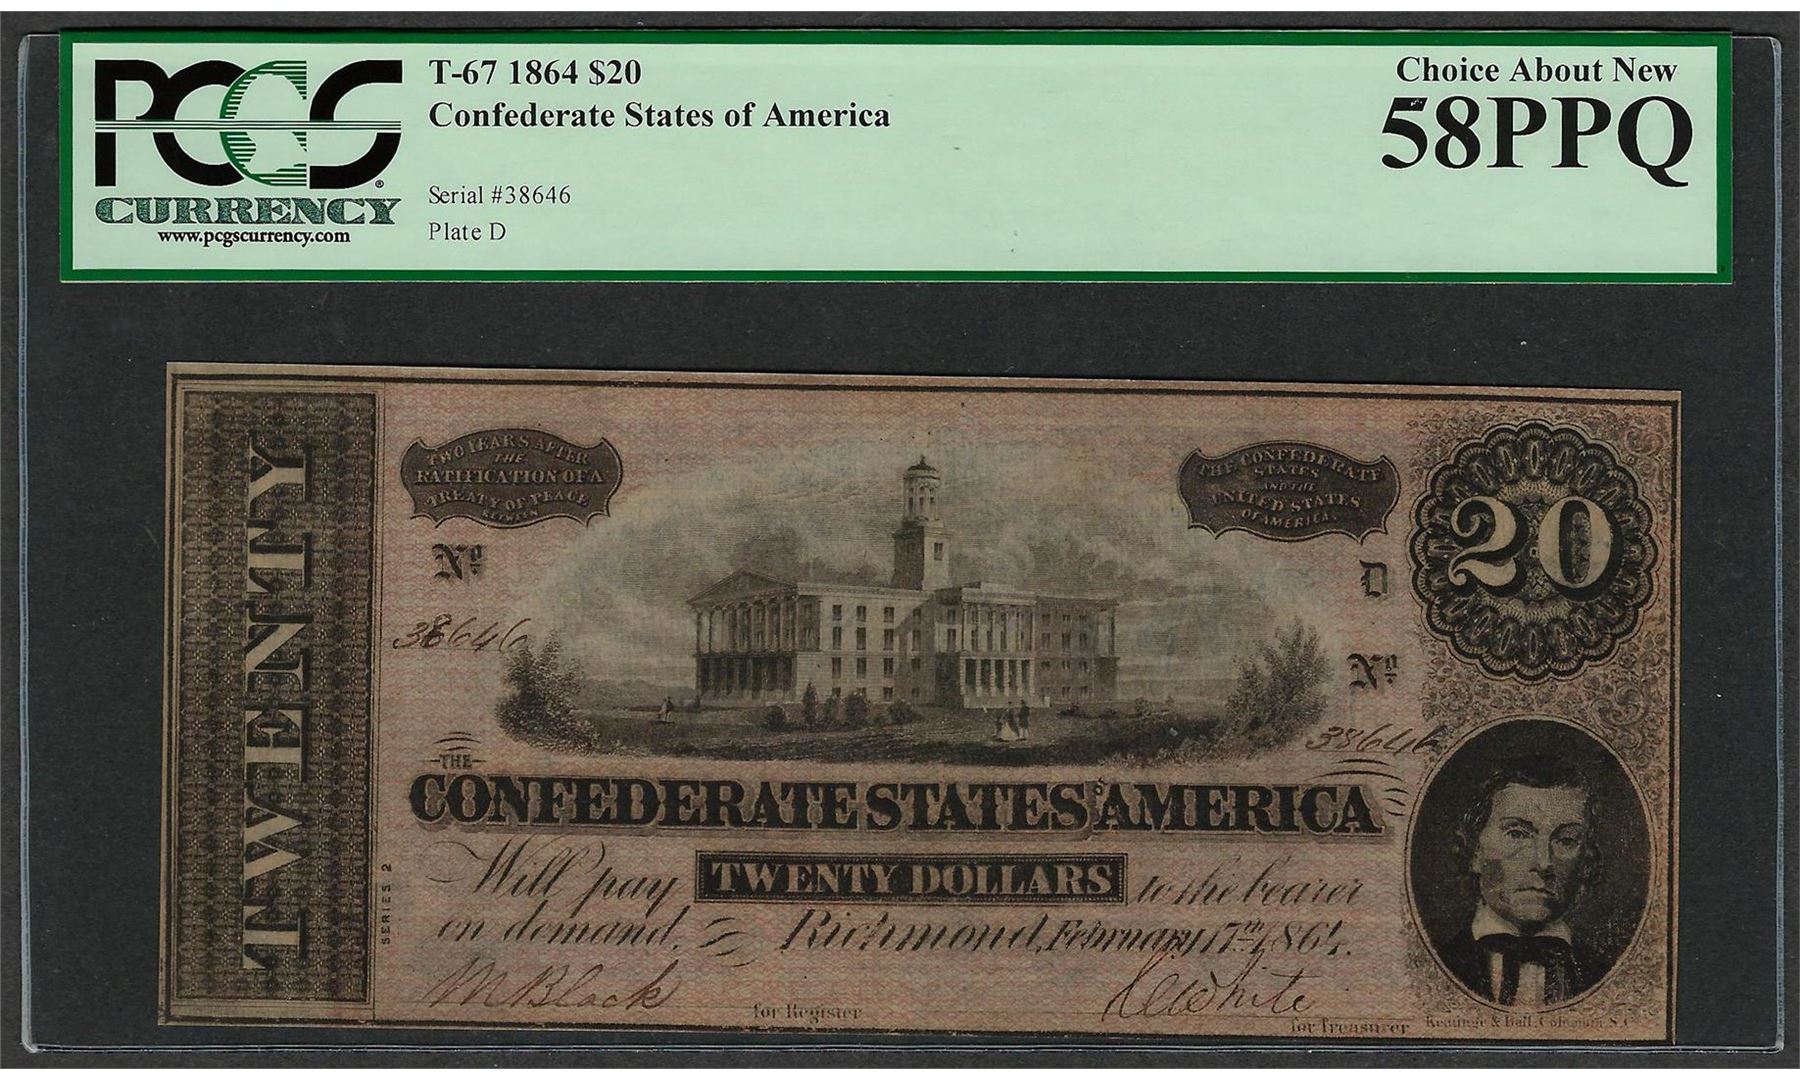 PCGS
CURRENCY
www.pcgscurrency.com
T-67 1864 $20
Confederate States of America
Serial #38646
Plate D
Choice About New
58PPQ
TWENTY
TWO YEARS AFTER
THE
RATIFICATION OF A
TREATY OF PEACE
BETWEEN
THE CONFEDERATE
STATES
AND THE
UNITED STATES
OF AMERICA.
20
No
38646
D
No
38646
THE
CONFEDERATE STATES OF AMERICA
Will pay TWENTY DOLLARS to the bearer
on demand. Richmond, February 17th 1864.
SERIES 2
M Black
for Register
White
for Treasurer
Keatinge & Ball, Columbia, S.C.